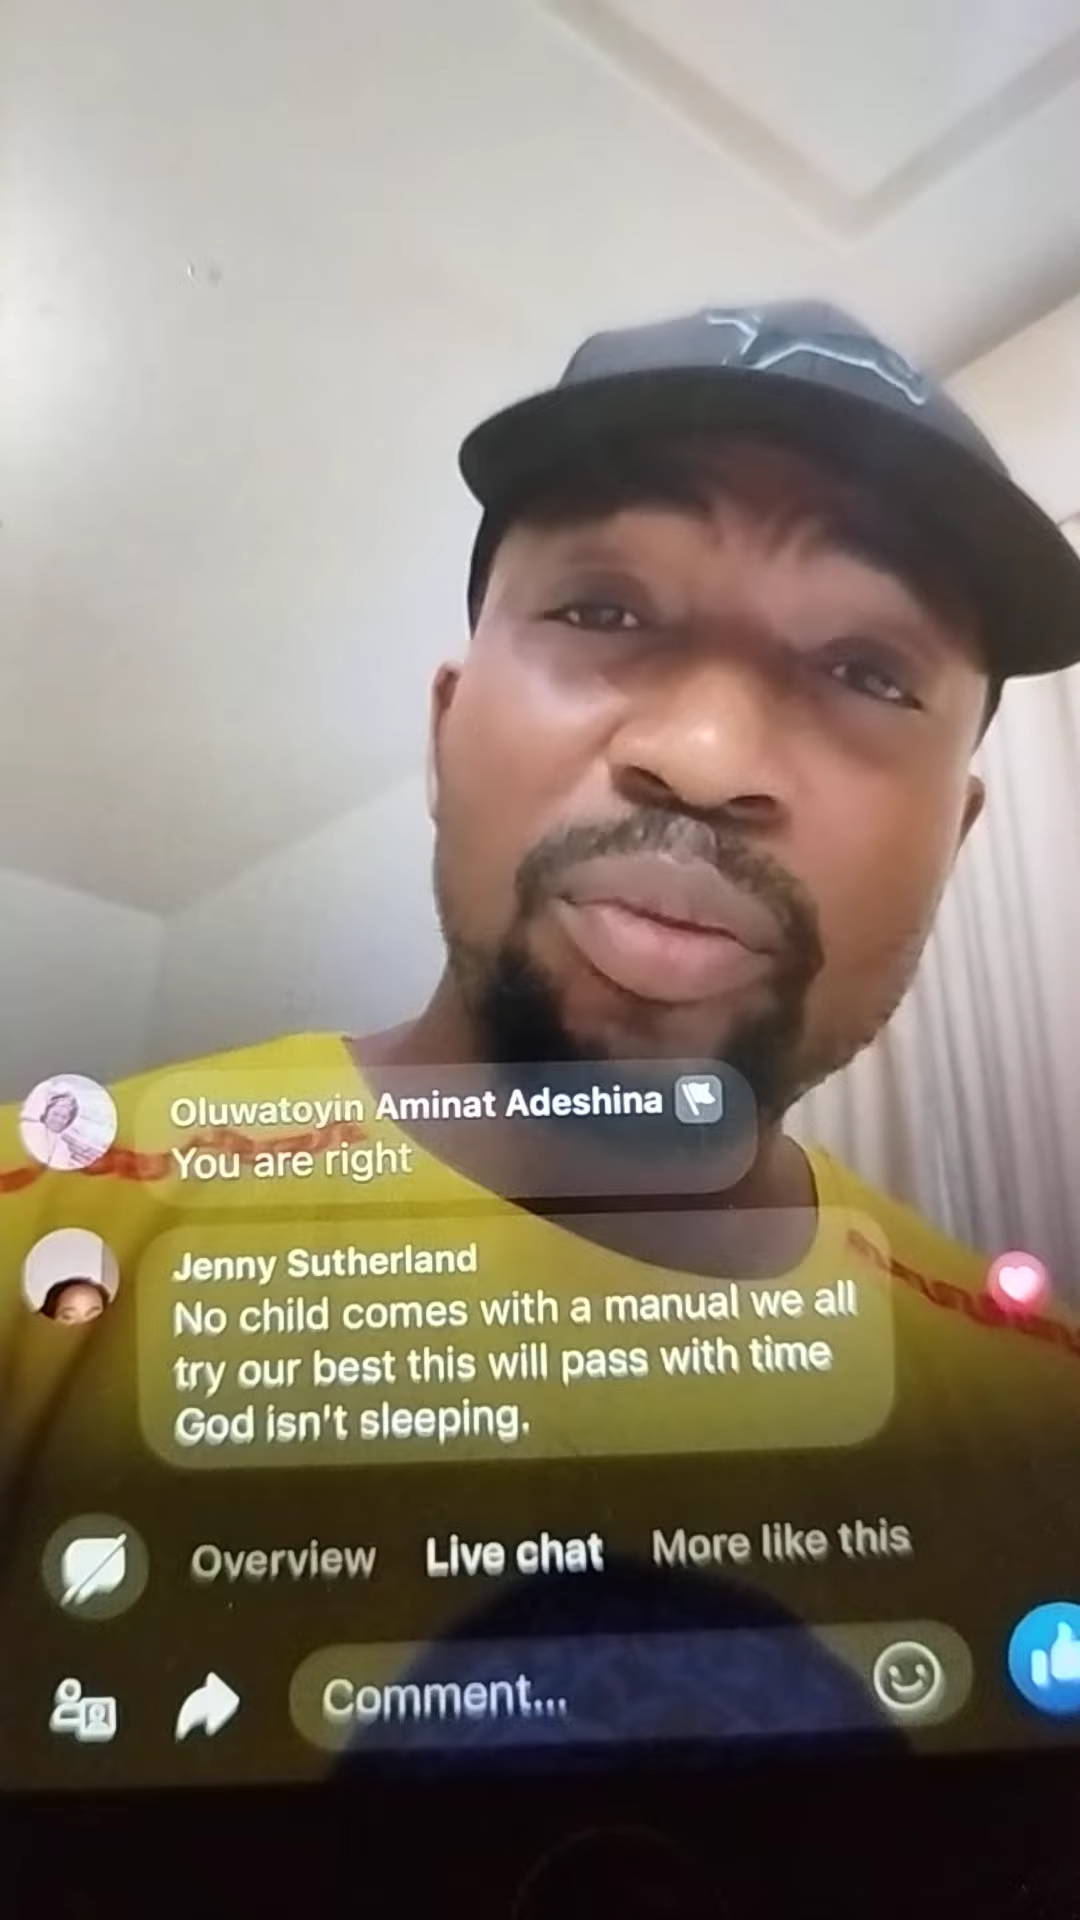 Oluwatoyin Aminat Adeshina
You are right
Jenny Sutherland
No child comes with a manual we all
try our best this will pass with time
God isn't sleeping.
Overview Live chat More like this
Comment...